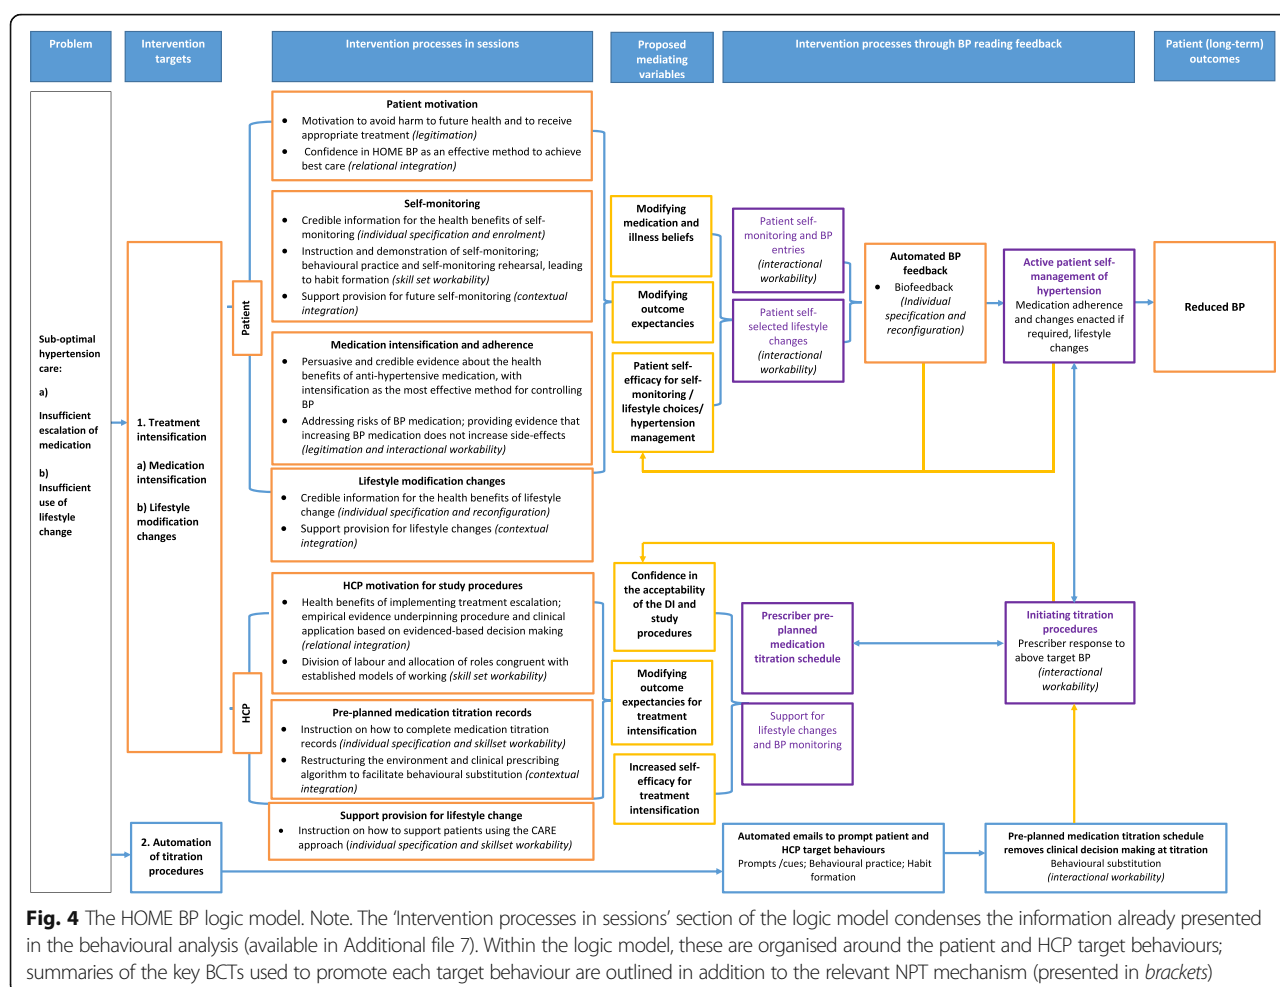 Problem
Intervention
targets
Intervention processes in sessions
Proposed
mediating
variables
Intervention processes through BP reading feedback
Patient (long-term)
outcomes
Sub-optimal
hypertension
care:
a)
Insufficient
escalation of
medication
b)
Insufficient
use of
lifestyle
change
1. Treatment
intensification
a) Medication
intensification
b) Lifestyle
modification
changes
2. Automation
of titration
procedures
Patient
HCP
Patient motivation
● Motivation to avoid harm to future health and to receive
appropriate treatment (legitimation)
● Confidence in HOME BP as an effective method to achieve
best care (relational integration)
Self-monitoring
● Credible information for the health benefits of self-
monitoring (individual specification and enrolment)
● Instruction and demonstration of self-monitoring;
behavioural practice and self-monitoring rehearsal, leading
to habit formation (skill set workability)
● Support provision for future self-monitoring (contextual
integration)
Medication intensification and adherence
● Persuasive and credible evidence about the health
benefits of anti-hypertensive medication, with
intensification as the most effective method for controlling
BP
● Addressing risks of BP medication; providing evidence that
increasing BP medication does not increase side-effects
(legitimation and interactional workability)
Lifestyle modification changes
● Credible information for the health benefits of lifestyle
change (individual specification and reconfiguration)
● Support provision for lifestyle changes (contextual
integration)
HCP motivation for study procedures
● Health benefits of implementing treatment escalation;
empirical evidence underpinning procedure and clinical
application based on evidenced-based decision making
(relational integration)
● Division of labour and allocation of roles congruent with
established models of working (skill set workability)
Pre-planned medication titration records
● Instruction on how to complete medication titration
records (individual specification and skillset workability)
● Restructuring the environment and clinical prescribing
algorithm to facilitate behavioural substitution (contextual
integration)
Support provision for lifestyle change
● Instruction on how to support patients using the CARE
approach (individual specification and skillset workability)
Modifying
medication and
illness beliefs
Modifying
outcome
expectancies
Patient self-
efficacy for self-
monitoring /
lifestyle choices/
hypertension
management
Confidence in
the acceptability
of the DI and
study
procedures
Modifying
outcome
expectancies for
treatment
intensification
Increased self-
efficacy for
treatment
intensification
Patient self-
monitoring and BP
entries
(interactional
workability)
Patient self-
selected lifestyle
changes
(interactional
workability)
Automated BP
feedback
● Biofeedback
(Individual
specification and
reconfiguration)
Active patient self-
management of
hypertension
Medication adherence
and changes enacted if
required, lifestyle
changes
Reduced BP
Prescriber pre-
planned
medication
titration schedule
Support for
lifestyle changes
and BP monitoring
Initiating titration
procedures
Prescriber response to
above target BP
(interactional
workability)
Automated emails to prompt patient and
HCP target behaviours
Prompts /cues; Behavioural practice; Habit
formation
Pre-planned medication titration schedule
removes clinical decision making at titration
Behavioural substitution
(interactional workability)
Fig. 4 The HOME BP logic model. Note. The ‘Intervention processes in sessions’ section of the logic model condenses the information already presented
in the behavioural analysis (available in Additional file 7). Within the logic model, these are organised around the patient and HCP target behaviours;
summaries of the key BCTs used to promote each target behaviour are outlined in addition to the relevant NPT mechanism (presented in brackets)